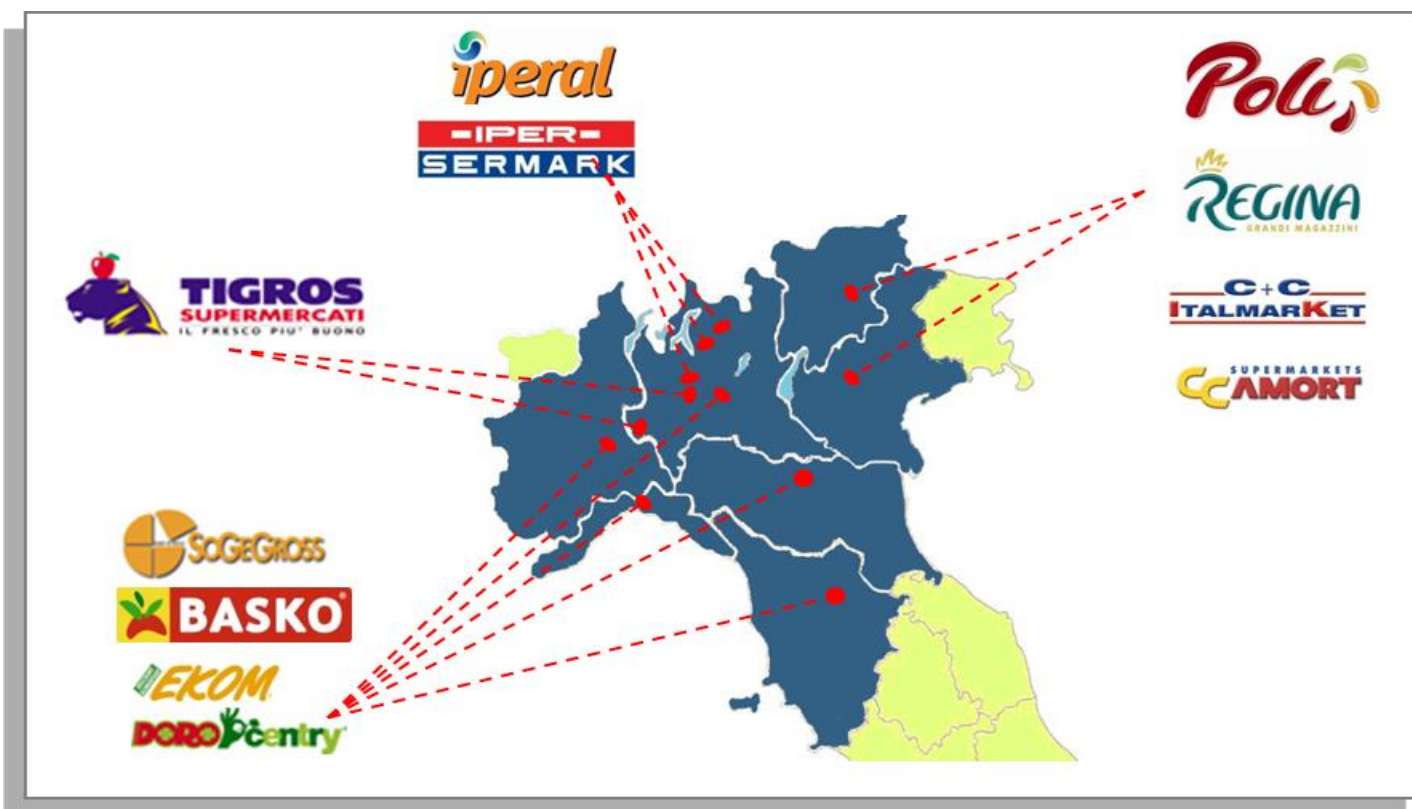 iperal
-IPER-
SERMARK
Poli
REGINA
GRANDI MAGAZZINI
TIGROS
SUPERMERCATI
IL FRESCO PIU' BUONO
C+C
ITALMARKET
SUPERMARKETS
CC AMORT
SOGEGROSS
BASKO®
EKOM
DORO
centry